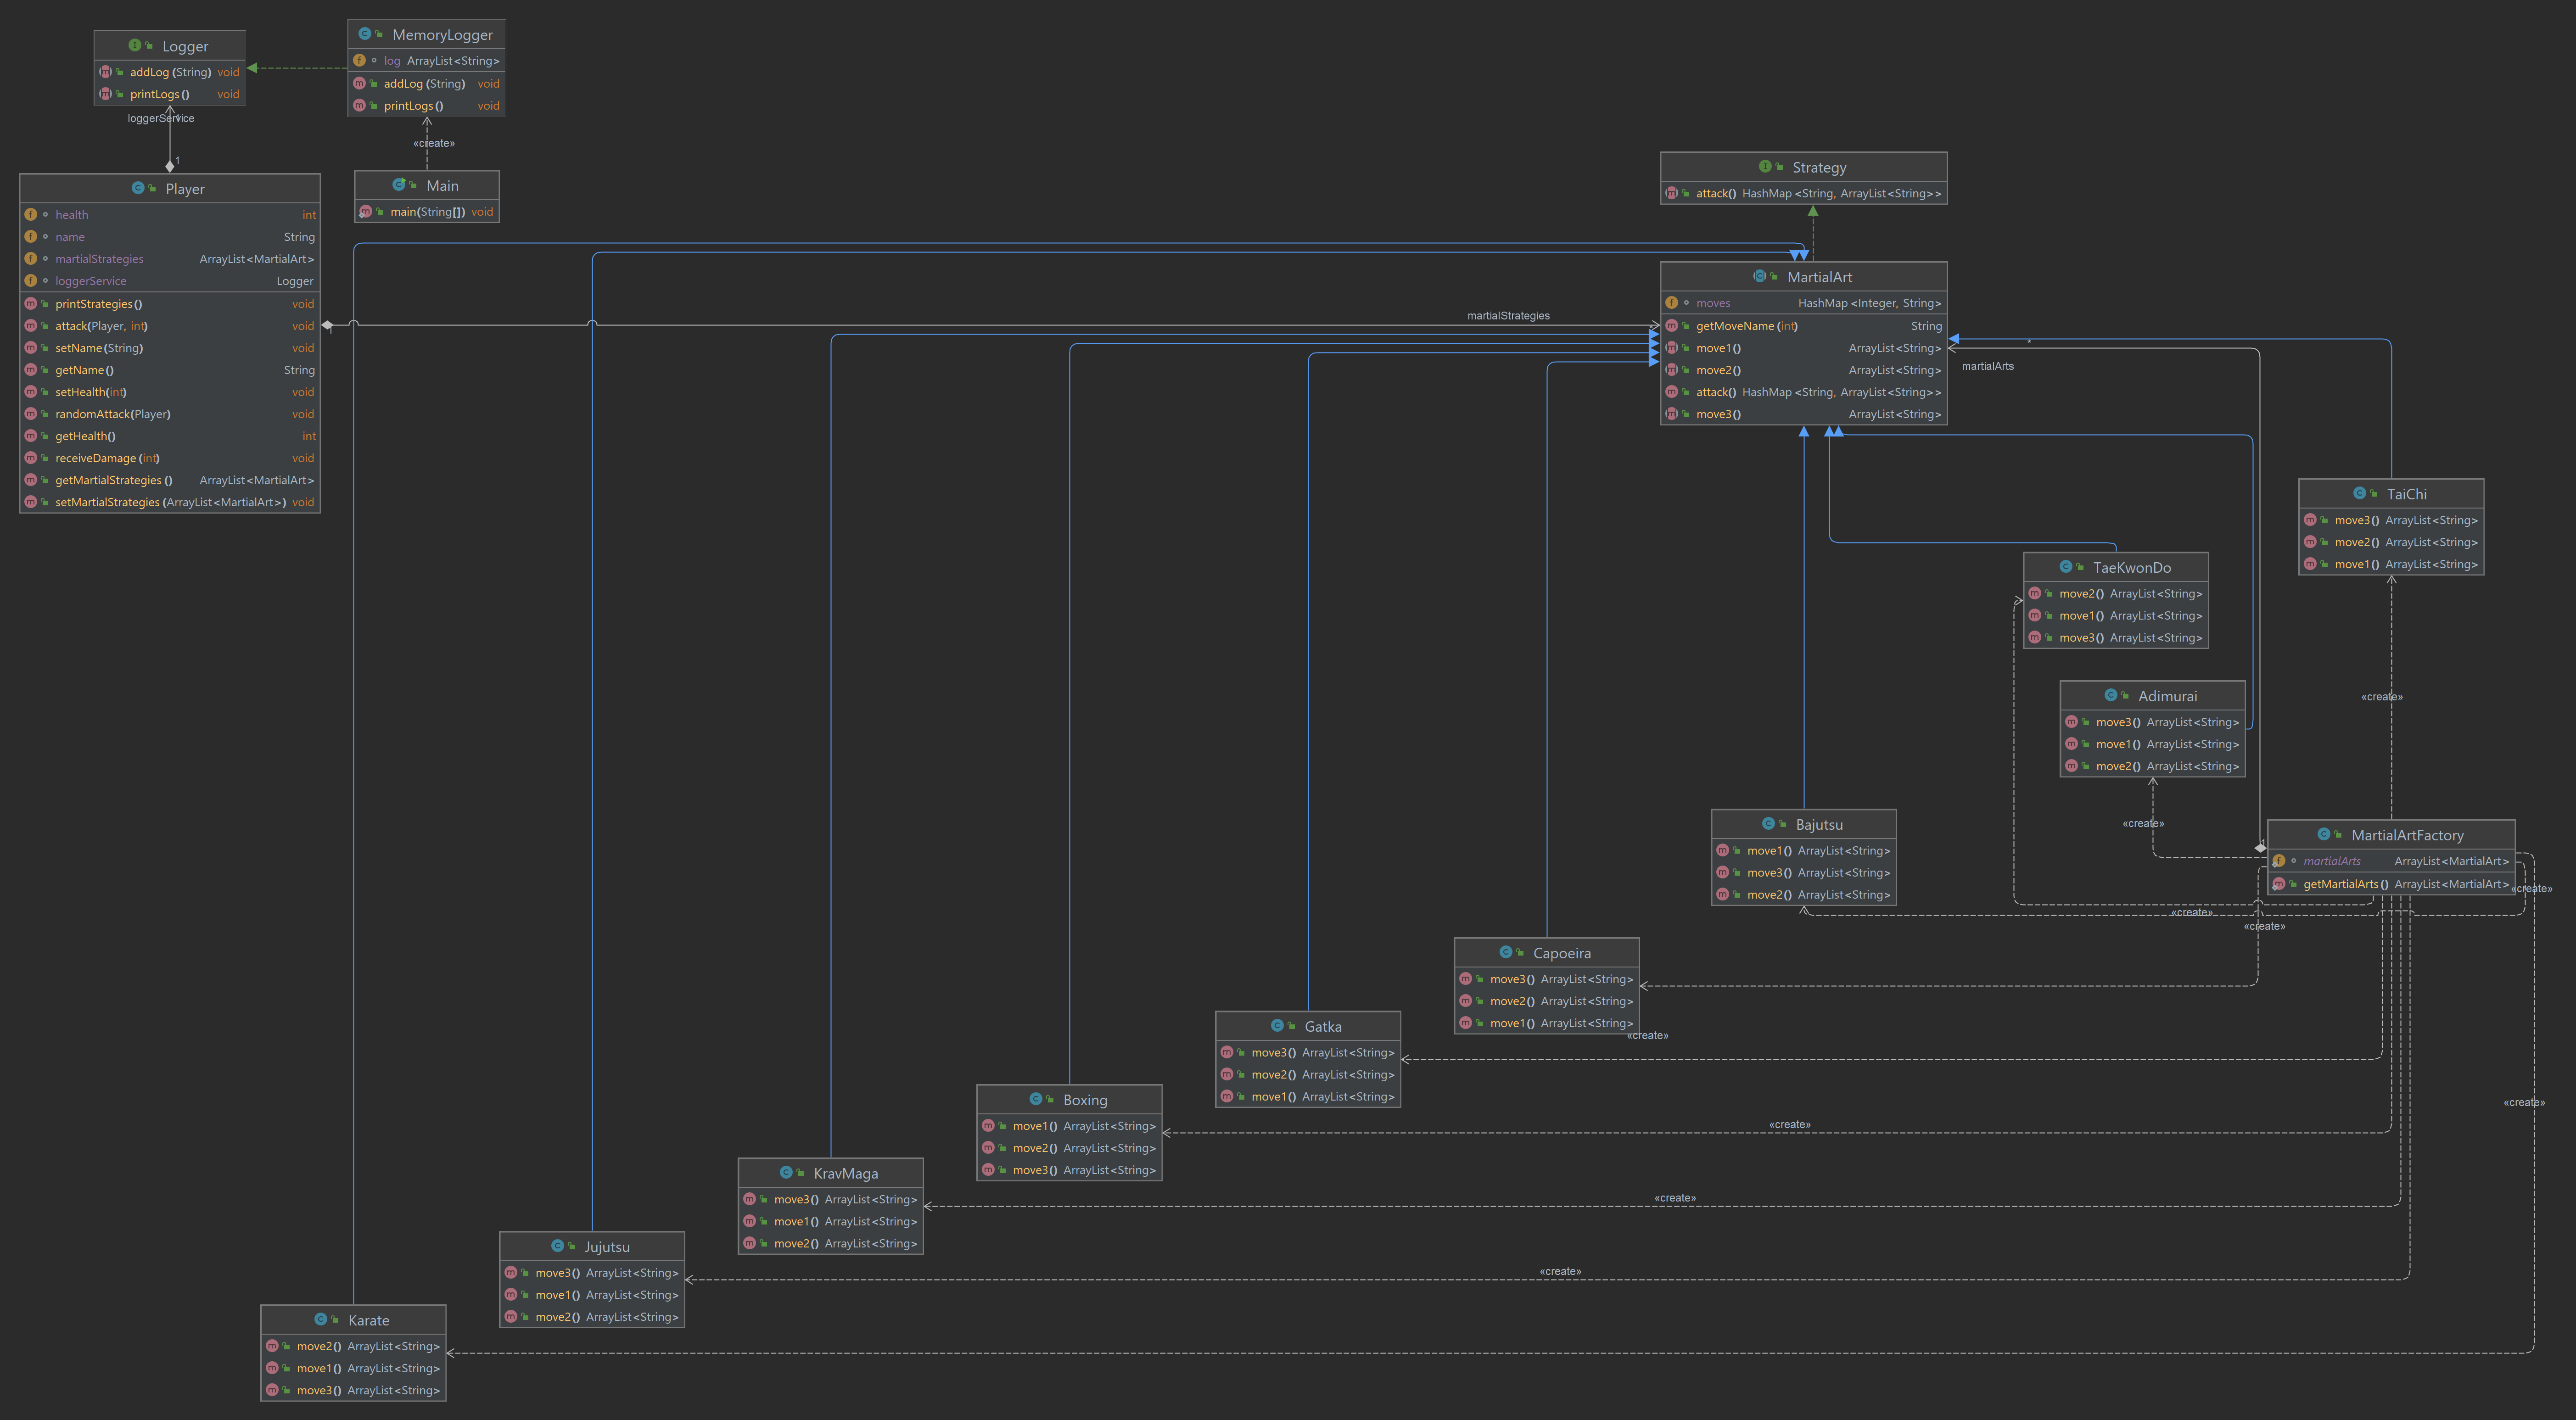 Logger
addLog(String) void
printLogs() void
MemoryLogger
log ArrayList<String>
addLog(String) void
printLogs() void
loggerService
1
1
«create»
Main
main(String[]) void
Player
health int
name String
martialStrategies ArrayList<MartialArt>
loggerService Logger
printStrategies() void
attack(Player, int) void
setName(String) void
getName() String
setHealth(int) void
randomAttack(Player) void
getHealth() int
receiveDamage(int) void
getMartialStrategies() ArrayList<MartialArt>
setMartialStrategies(ArrayList<MartialArt>) void
1
martialStrategies
*
Strategy
attack() HashMap<String, ArrayList<String>>
MartialArt
moves HashMap<Integer, String>
getMoveName(int) String
move1() ArrayList<String>
move2() ArrayList<String>
attack() HashMap<String, ArrayList<String>>
move3() ArrayList<String>
*
martialArts
TaiChi
move3() ArrayList<String>
move2() ArrayList<String>
move1() ArrayList<String>
TaeKwonDo
move2() ArrayList<String>
move1() ArrayList<String>
move3() ArrayList<String>
«create»
Adimurai
move3() ArrayList<String>
move1() ArrayList<String>
move2() ArrayList<String>
«create»
Bajutsu
move1() ArrayList<String>
move3() ArrayList<String>
move2() ArrayList<String>
MartialArtFactory
martialArts ArrayList<MartialArt>
getMartialArts() ArrayList<MartialArt>
1
«create»
«create»
«create»
Capoeira
move3() ArrayList<String>
move2() ArrayList<String>
move1() ArrayList<String>
«create»
Gatka
move3() ArrayList<String>
move2() ArrayList<String>
move1() ArrayList<String>
Boxing
move1() ArrayList<String>
move2() ArrayList<String>
move3() ArrayList<String>
«create»
«create»
KravMaga
move3() ArrayList<String>
move1() ArrayList<String>
move2() ArrayList<String>
«create»
Jujutsu
move3() ArrayList<String>
move1() ArrayList<String>
move2() ArrayList<String>
«create»
Karate
move2() ArrayList<String>
move1() ArrayList<String>
move3() ArrayList<String>